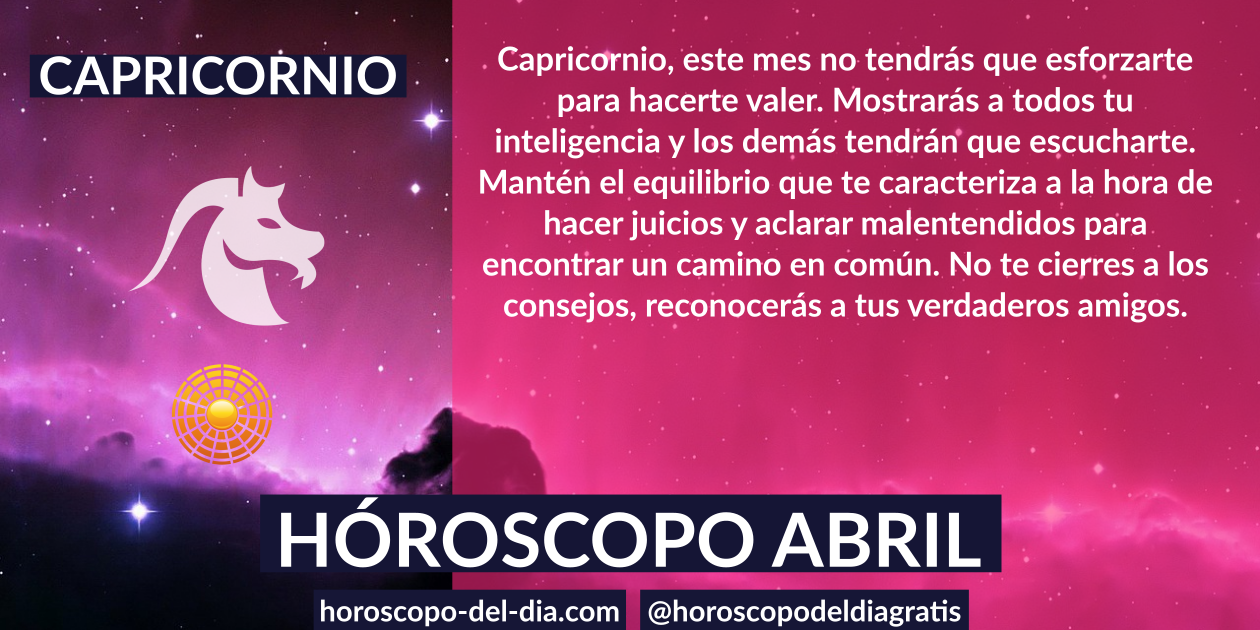 CAPRICORNIO
Capricornio, este mes no tendrás que esforzarte
para hacerte valer. Mostrarás a todos tu
inteligencia y los demás tendrán que escucharte.
Mantén el equilibrio que te caracteriza a la hora de
hacer juicios y aclarar malentendidos para
encontrar un camino en común. No te cierres a los
consejos, reconocerás a tus verdaderos amigos.
HÓROSCOPO ABRIL
horoscopo-del-dia.com @horoscopodeldiagratis